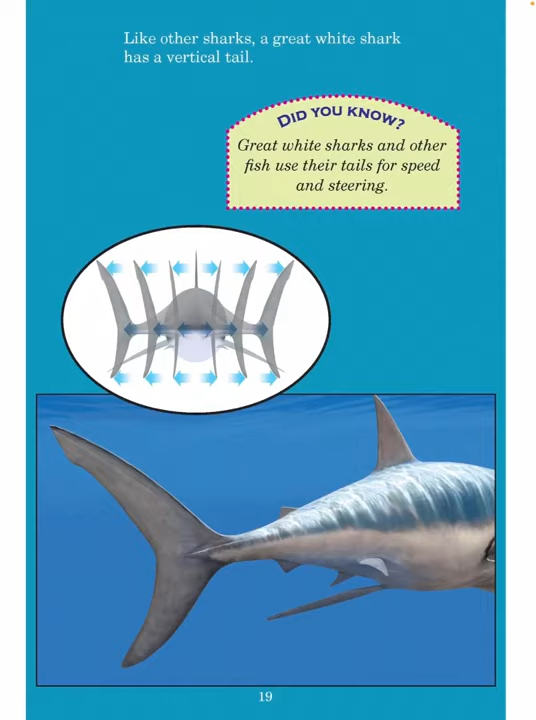 Like other sharks, a great white shark
has a vertical tail.
DID YOU KNOW?
Great white sharks and other
fish use their tails for speed
and steering.
19